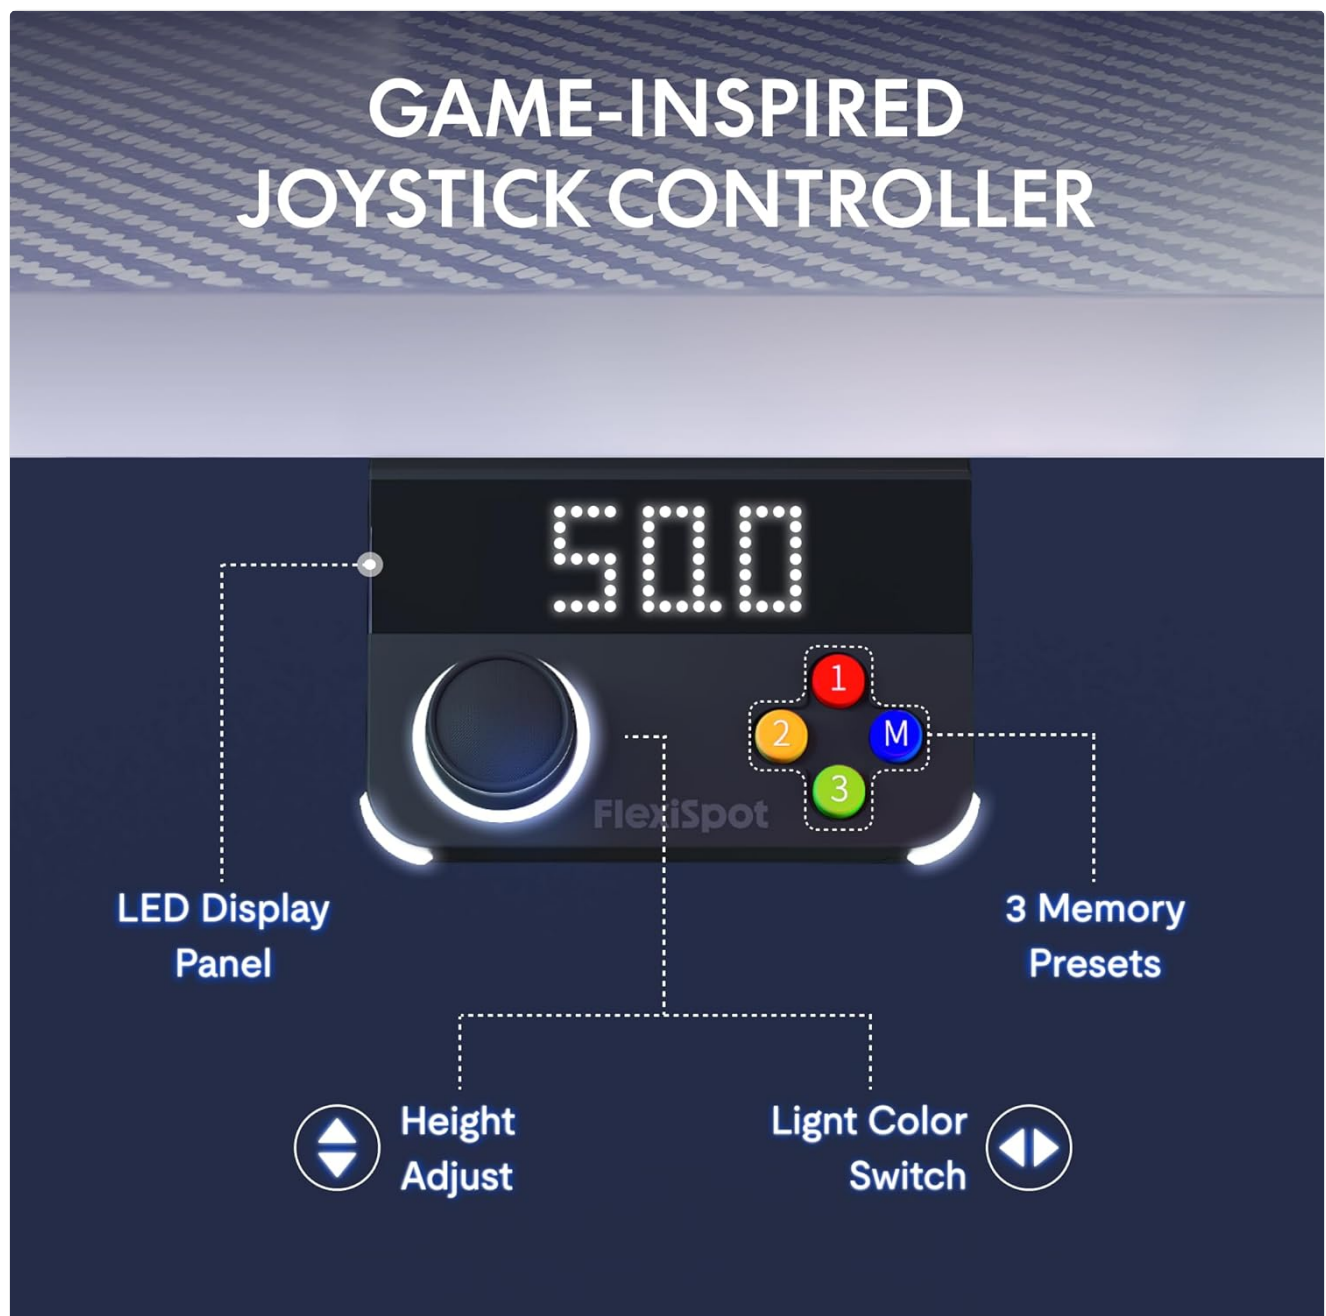 GAME-INSPIRED
JOYSTICK CONTROLLER
50.0
1
2
M
3
FlexiSpot
LED Display
Panel
3 Memory
Presets
Height
Adjust
Lignt Color
Switch